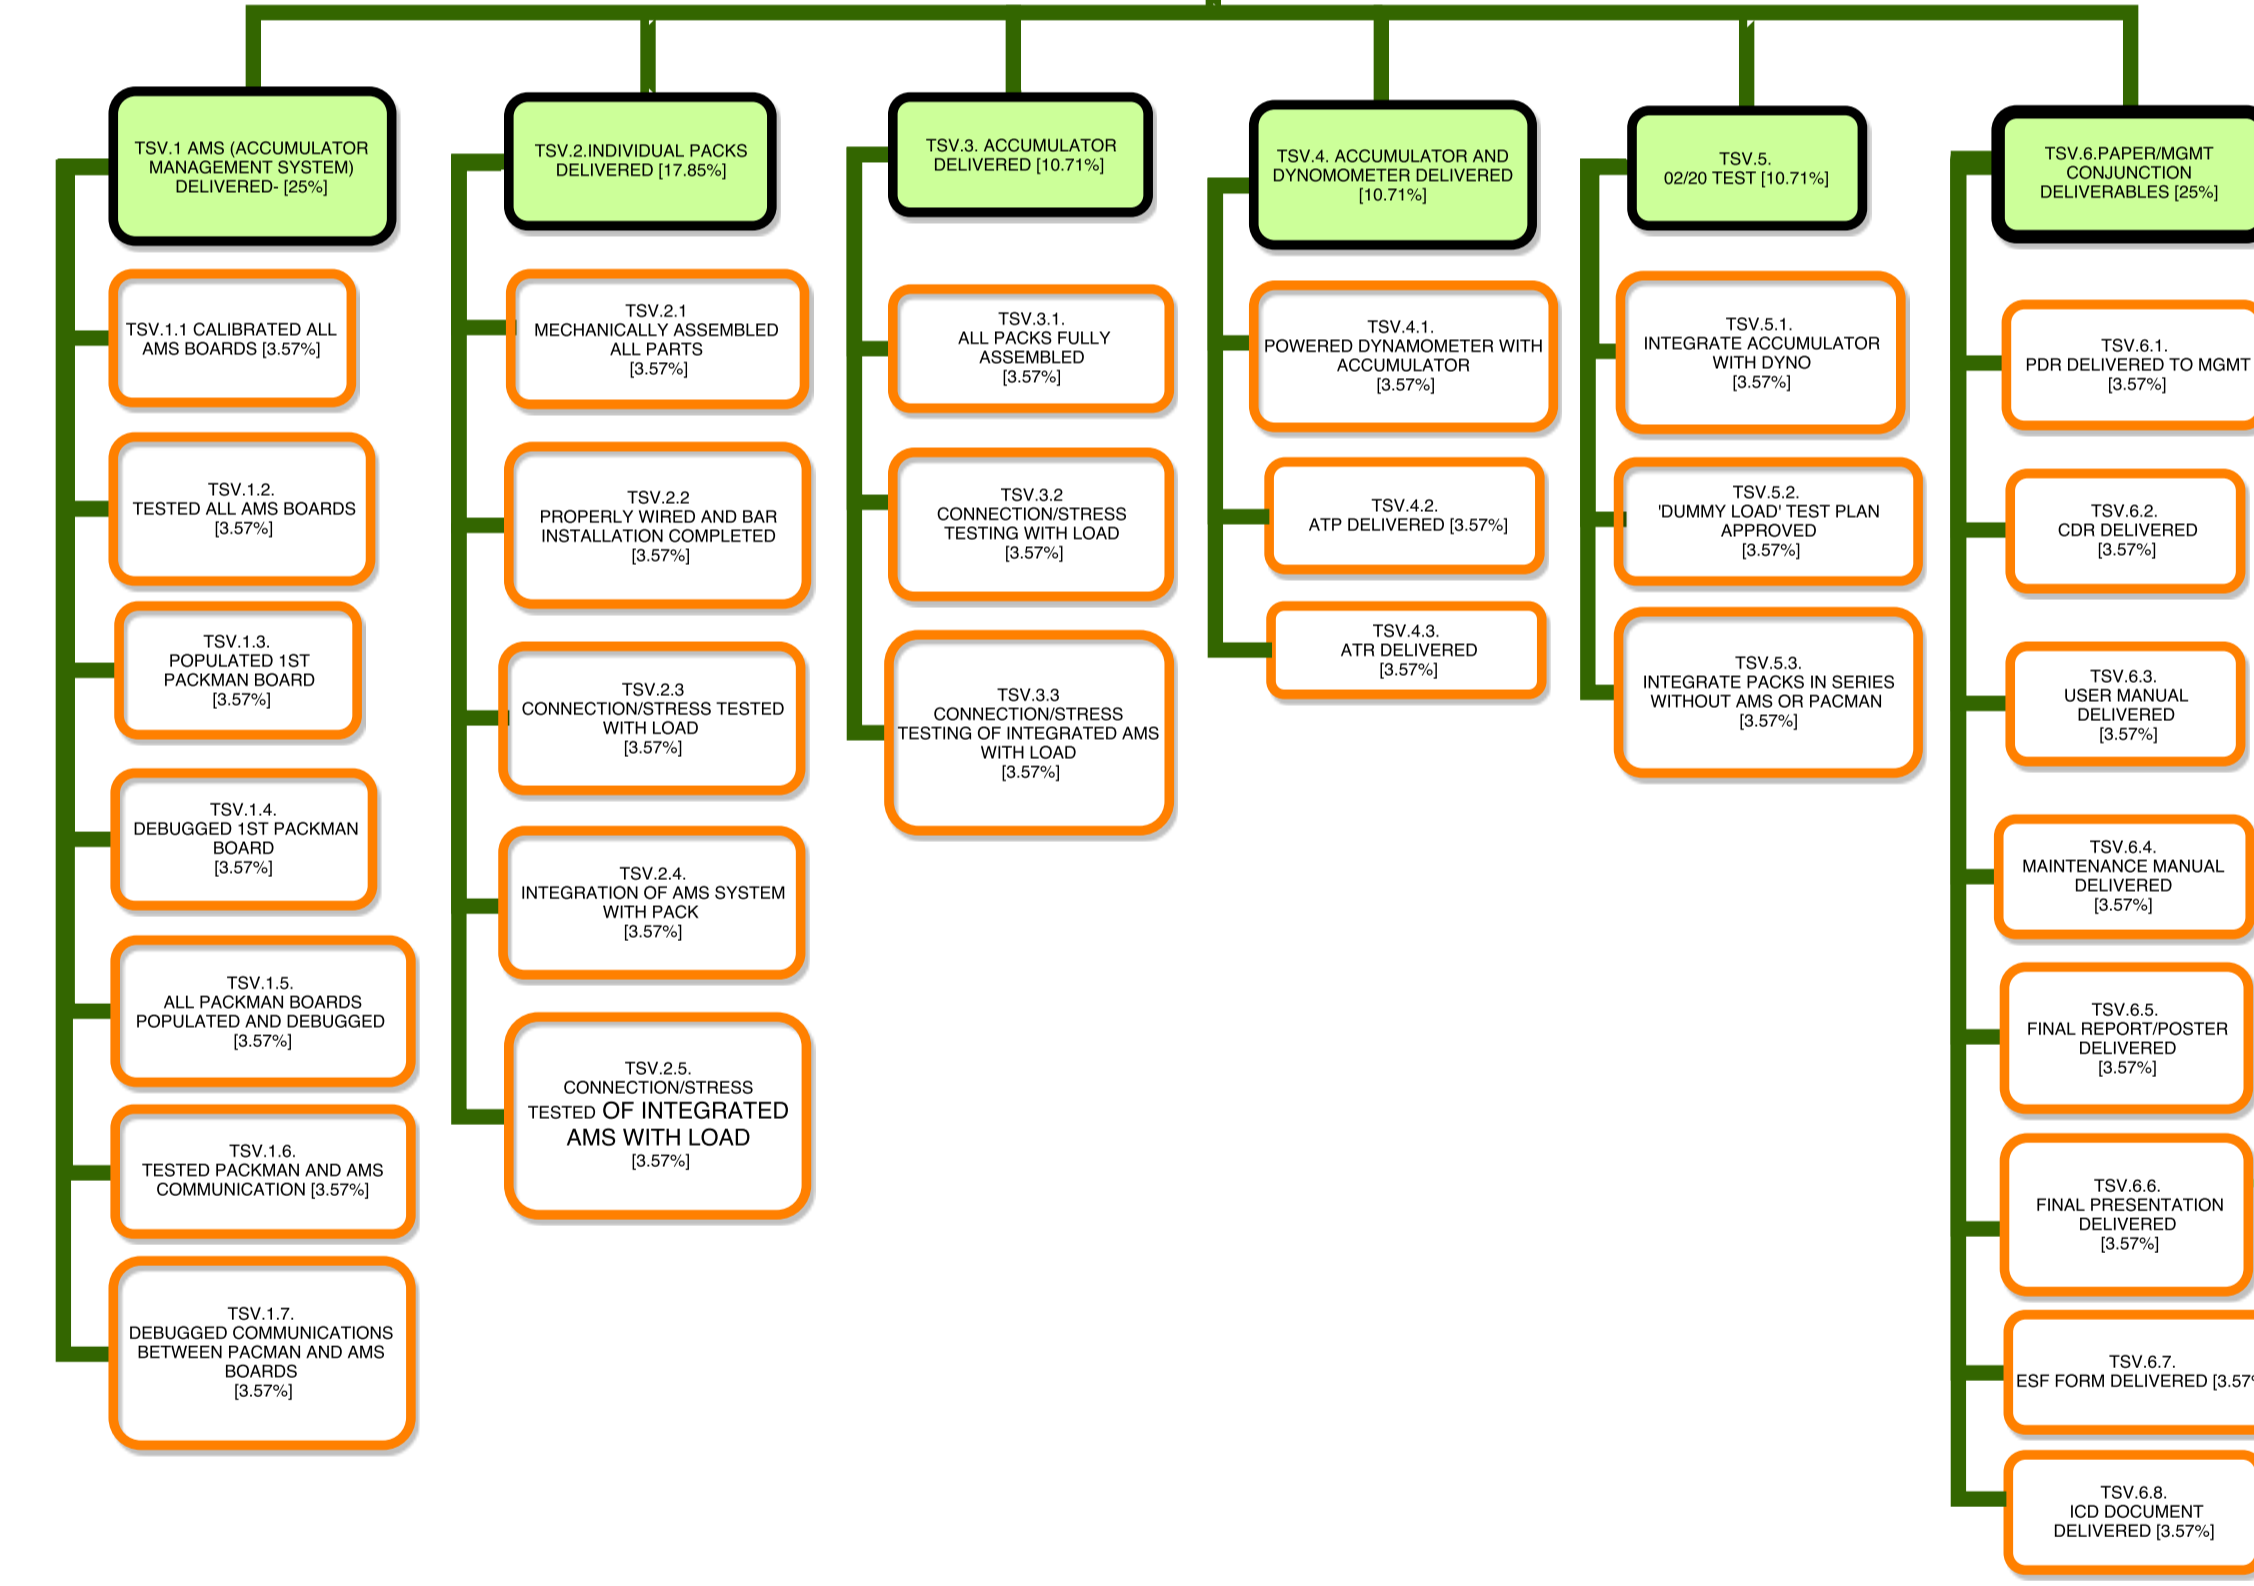 TSV.1 AMS (ACCUMULATOR
MANAGEMENT SYSTEM)
DELIVERED- [25%]
TSV.1.1 CALIBRATED ALL
AMS BOARDS [3.57%]
TSV.1.2.
TESTED ALL AMS BOARDS
[3.57%]
TSV.1.3.
POPULATED 1ST
PACKMAN BOARD
[3.57%]
TSV.1.4.
DEBUGGED 1ST PACKMAN
BOARD
[3.57%]
TSV.1.5.
ALL PACKMAN BOARDS
POPULATED AND DEBUGGED
[3.57%]
TSV.1.6.
TESTED PACKMAN AND AMS
COMMUNICATION [3.57%]
TSV.1.7.
DEBUGGED COMMUNICATIONS
BETWEEN PACMAN AND AMS
BOARDS
[3.57%]
TSV.2.INDIVIDUAL PACKS
DELIVERED [17.85%]
TSV.2.1
MECHANICALLY ASSEMBLED
ALL PARTS
[3.57%]
TSV.2.2
PROPERLY WIRED AND BAR
INSTALLATION COMPLETED
[3.57%]
TSV.2.3
CONNECTION/STRESS TESTED
WITH LOAD
[3.57%]
TSV.2.4.
INTEGRATION OF AMS SYSTEM
WITH PACK
[3.57%]
TSV.2.5.
CONNECTION/STRESS
TESTED OF INTEGRATED
AMS WITH LOAD
[3.57%]
TSV.3. ACCUMULATOR
DELIVERED [10.71%]
TSV.3.1.
ALL PACKS FULLY
ASSEMBLED
[3.57%]
TSV.3.2
CONNECTION/STRESS
TESTING WITH LOAD
[3.57%]
TSV.3.3
CONNECTION/STRESS
TESTING OF INTEGRATED AMS
WITH LOAD
[3.57%]
TSV.4. ACCUMULATOR AND
DYNOMOMETER DELIVERED
[10.71%]
TSV.4.1.
POWERED DYNAMOMETER WITH
ACCUMULATOR
[3.57%]
TSV.4.2.
ATP DELIVERED [3.57%]
TSV.4.3.
ATR DELIVERED
[3.57%]
TSV.5.
02/20 TEST [10.71%]
TSV.5.1.
INTEGRATE ACCUMULATOR
WITH DYNO
[3.57%]
TSV.5.2.
'DUMMY LOAD' TEST PLAN
APPROVED
[3.57%]
TSV.5.3.
INTEGRATE PACKS IN SERIES
WITHOUT AMS OR PACMAN
[3.57%]
TSV.6.PAPER/MGMT
CONJUNCTION
DELIVERABLES [25%]
TSV.6.1.
PDR DELIVERED TO MGMT
[3.57%]
TSV.6.2.
CDR DELIVERED
[3.57%]
TSV.6.3.
USER MANUAL
DELIVERED
[3.57%]
TSV.6.4.
MAINTENANCE MANUAL
DELIVERED
[3.57%]
TSV.6.5.
FINAL REPORT/POSTER
DELIVERED
[3.57%]
TSV.6.6.
FINAL PRESENTATION
DELIVERED
[3.57%]
TSV.6.7.
ESF FORM DELIVERED [3.57%
TSV.6.8.
ICD DOCUMENT
DELIVERED [3.57%]